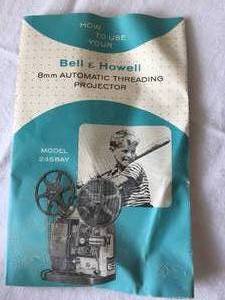 HOW
TO USE
YOUR
Bell & Howell
8mm AUTOMATIC THREADING
PROJECTOR
MODEL
245BAY